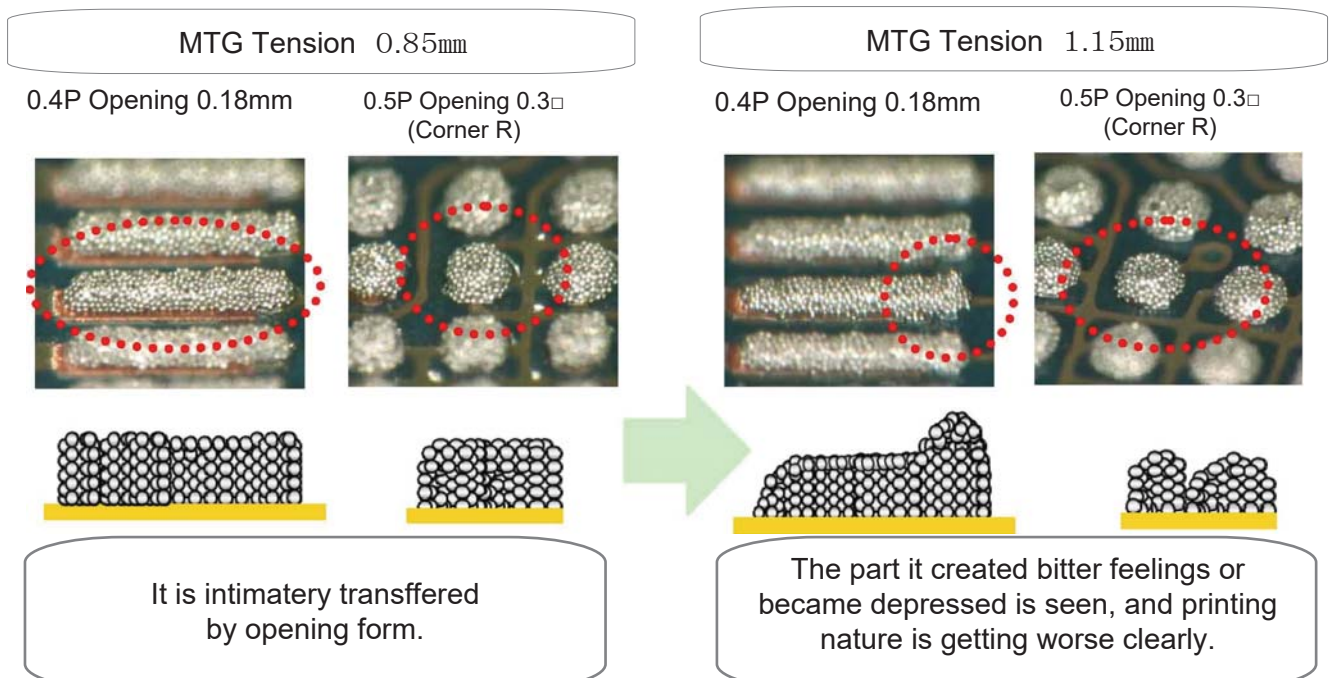 MTG Tension 0.85mm
0.4P Opening 0.18mm
0.5P Opening 0.3□
(Corner R)
It is intimatery transffered
by opening form.
MTG Tension 1.15mm
0.4P Opening 0.18mm
0.5P Opening 0.3□
(Corner R)
The part it created bitter feelings or
became depressed is seen, and printing
nature is getting worse clearly.